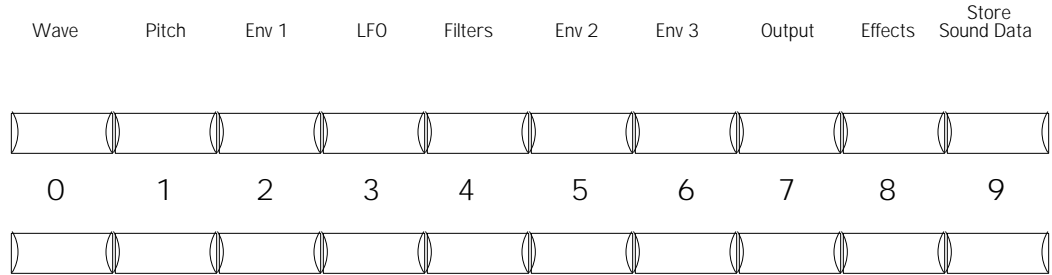 Wave Pitch Env 1 LFO Filters Env 2 Env 3 Output Effects Store
Sound Data
0 1 2 3 4 5 6 7 8 9